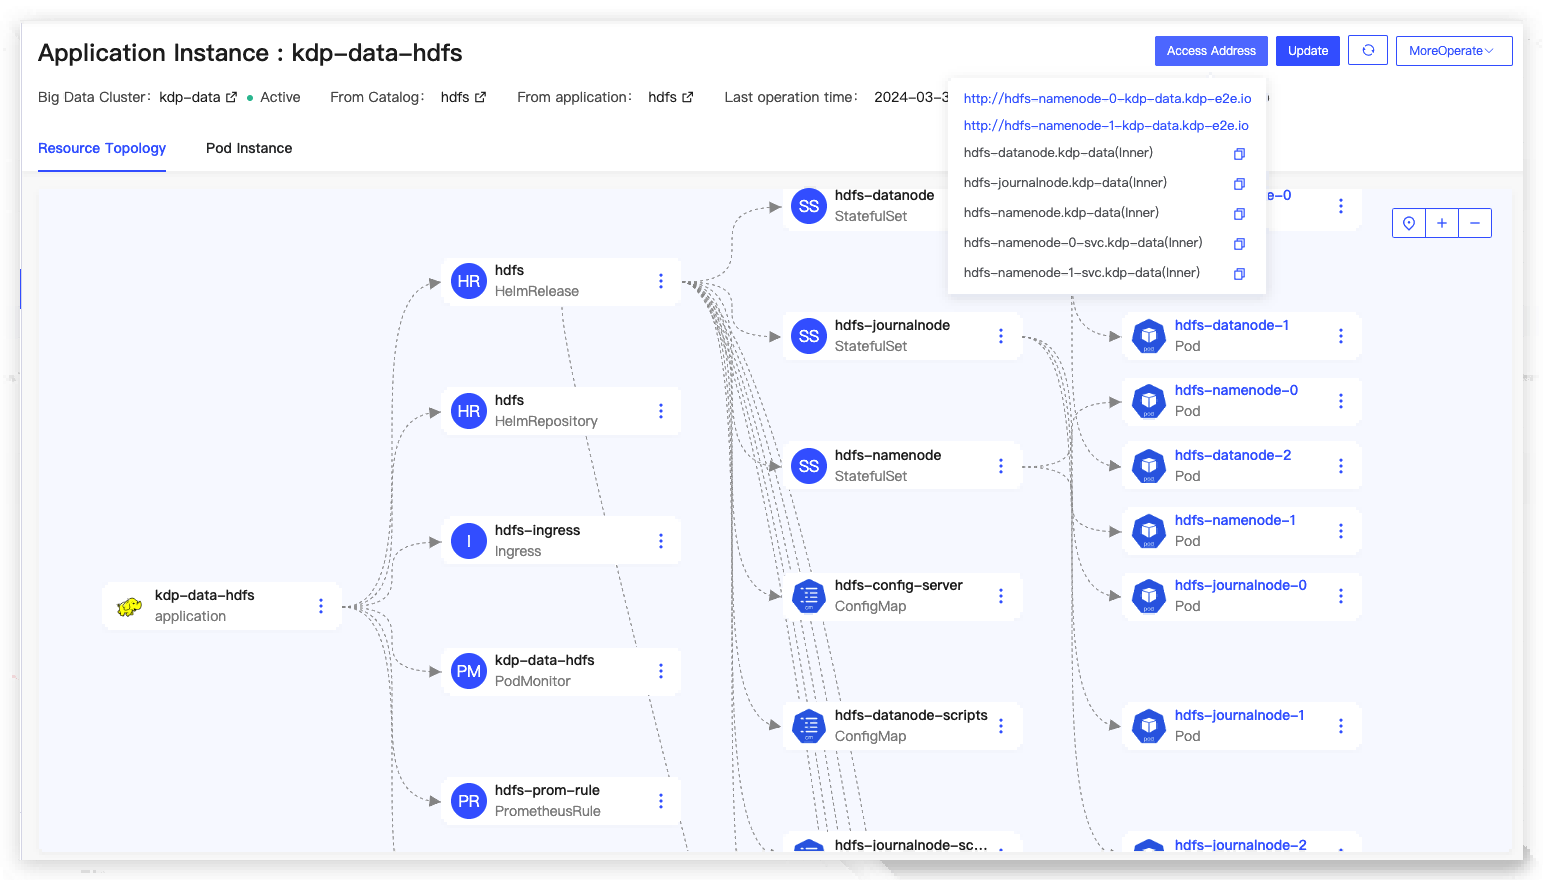 Application Instance : kdp-data-hdfs
Access Address
Update
MoreOperate
Big Data Cluster: kdp-data
Active
From Catalog: hdfs
From application: hdfs
Last operation time: 2024-03-3
http://hdfs-namenode-0-kdp-data.kdp-e2e.io
http://hdfs-namenode-1-kdp-data.kdp-e2e.io
hdfs-datanode.kdp-data(Inner)
hdfs-journalnode.kdp-data(Inner)
hdfs-namenode.kdp-data(Inner)
hdfs-namenode-0-svc.kdp-data(Inner)
hdfs-namenode-1-svc.kdp-data(Inner)
Resource Topology
Pod Instance
kdp-data-hdfs
application
HR
hdfs
HelmRelease
HR
hdfs
HelmRepository
I
hdfs-ingress
Ingress
PM
kdp-data-hdfs
PodMonitor
PR
hdfs-prom-rule
PrometheusRule
SS
hdfs-datanode
StatefulSet
SS
hdfs-journalnode
StatefulSet
SS
hdfs-namenode
StatefulSet
cm
hdfs-config-server
ConfigMap
cm
hdfs-datanode-scripts
ConfigMap
hdfs-journalnode-sc...
e-0
pod
hdfs-datanode-1
Pod
pod
hdfs-namenode-0
Pod
pod
hdfs-datanode-2
Pod
pod
hdfs-namenode-1
Pod
pod
hdfs-journalnode-0
Pod
pod
hdfs-journalnode-1
Pod
hdfs-journalnode-2